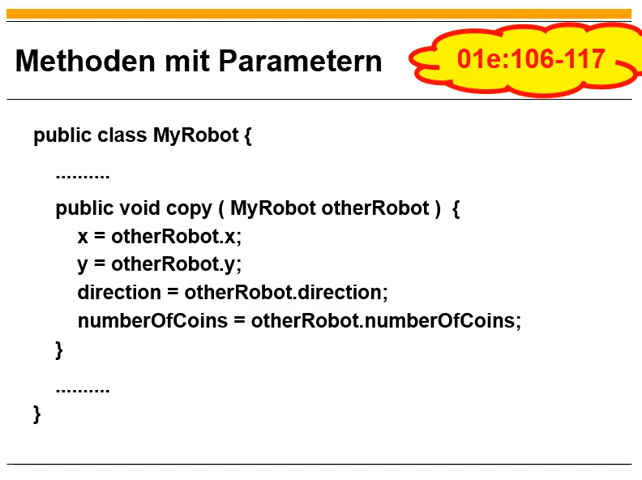 Methoden mit Parametern
01e:106-117
public class MyRobot {
..........
public void copy ( MyRobot otherRobot ) {
x = otherRobot.x;
y = otherRobot.y;
direction = otherRobot.direction;
numberOfCoins = otherRobot.numberOfCoins;
}
..........
}